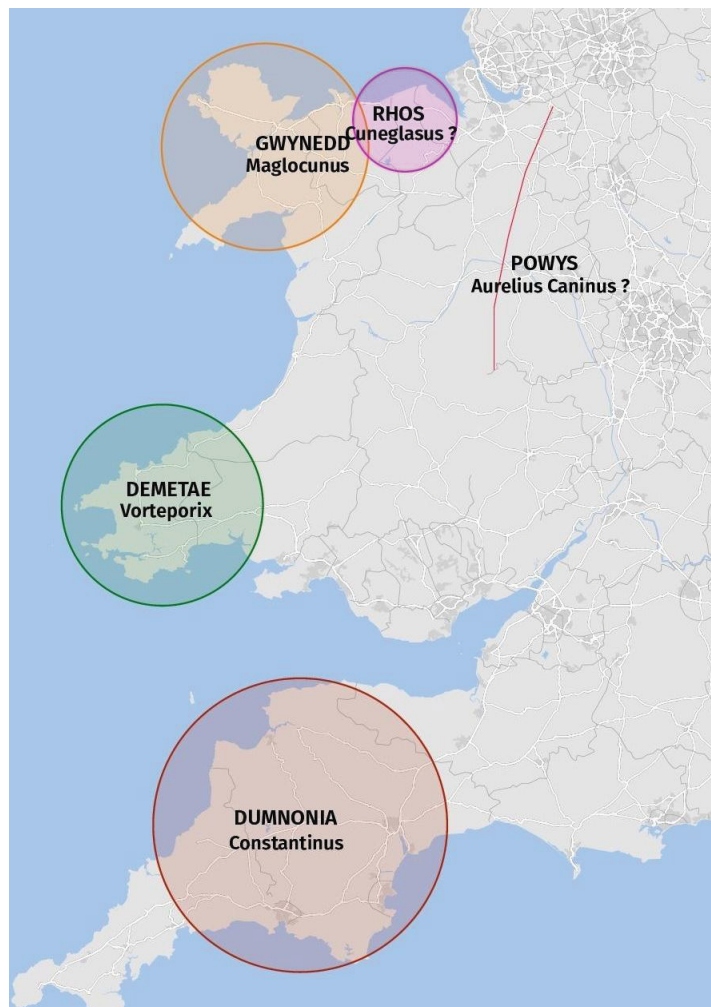 RHOS
Cuneglasus ?
GWYNEDD
Maglocunus
POWYS
Aurelius Caninus ?
DEMETAE
Vorteporix
DUMNONIA
Constantinus